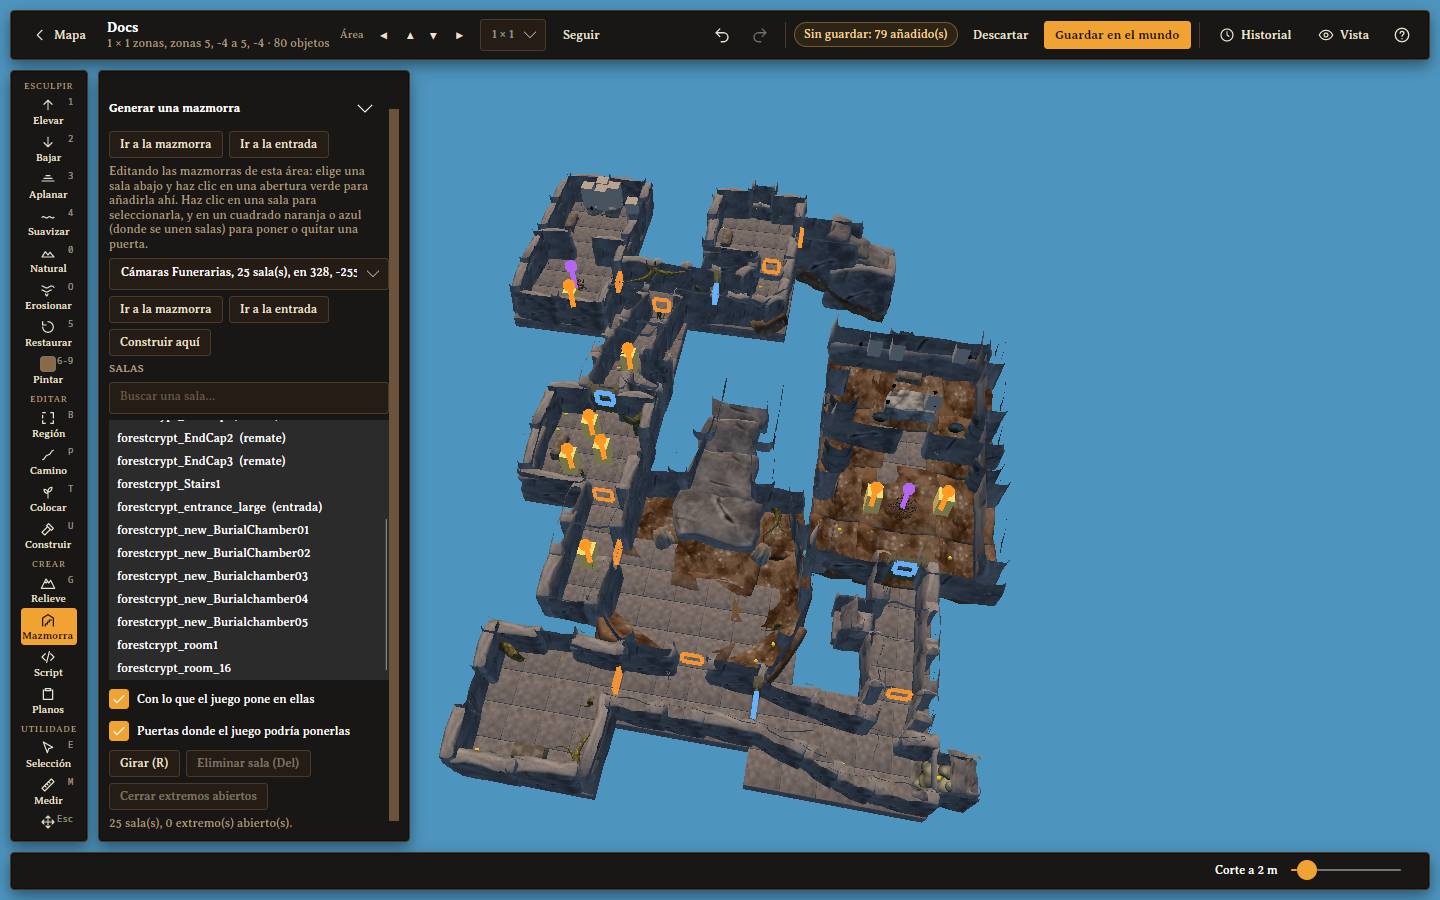 Mapa
Docs
1 × 1 zonas, zonas 5, -4 a 5, -4 · 80 objetos
Área
1 × 1
Seguir
Sin guardar: 79 añadido(s)
Descartar
Guardar en el mundo
Historial
Vista
ESCULPIR
1
Elevar
2
Bajar
3
Aplanar
4
Suavizar
0
Natural
O
Erosionar
5
Restaurar
6-9
Pintar
EDITAR
B
Región
P
Camino
T
Colocar
U
Construir
CREAR
G
Relieve
Mazmorra
Script
Planos
UTILIDADE
E
Selección
M
Medir
Esc
Generar una mazmorra
Ir a la mazmorra
Ir a la entrada
Editando las mazmorras de esta área: elige una
sala abajo y haz clic en una abertura verde para
añadirla ahí. Haz clic en una sala para
seleccionarla, y en un cuadrado naranja o azul
(donde se unen salas) para poner o quitar una
puerta.
Cámaras Funerarias, 25 sala(s), en 328, -255
Ir a la mazmorra
Ir a la entrada
Construir aquí
SALAS
Buscar una sala...
forestcrypt_EndCap2 (remate)
forestcrypt_EndCap3 (remate)
forestcrypt_Stairs1
forestcrypt_entrance_large (entrada)
forestcrypt_new_BurialChamber01
forestcrypt_new_BurialChamber02
forestcrypt_new_Burialchamber03
forestcrypt_new_Burialchamber04
forestcrypt_new_Burialchamber05
forestcrypt_room1
forestcrypt_room_16
Con lo que el juego pone en ellas
Puertas donde el juego podría ponerlas
Girar (R)
Eliminar sala (Del)
Cerrar extremos abiertos
25 sala(s), 0 extremo(s) abierto(s).
Corte a 2 m